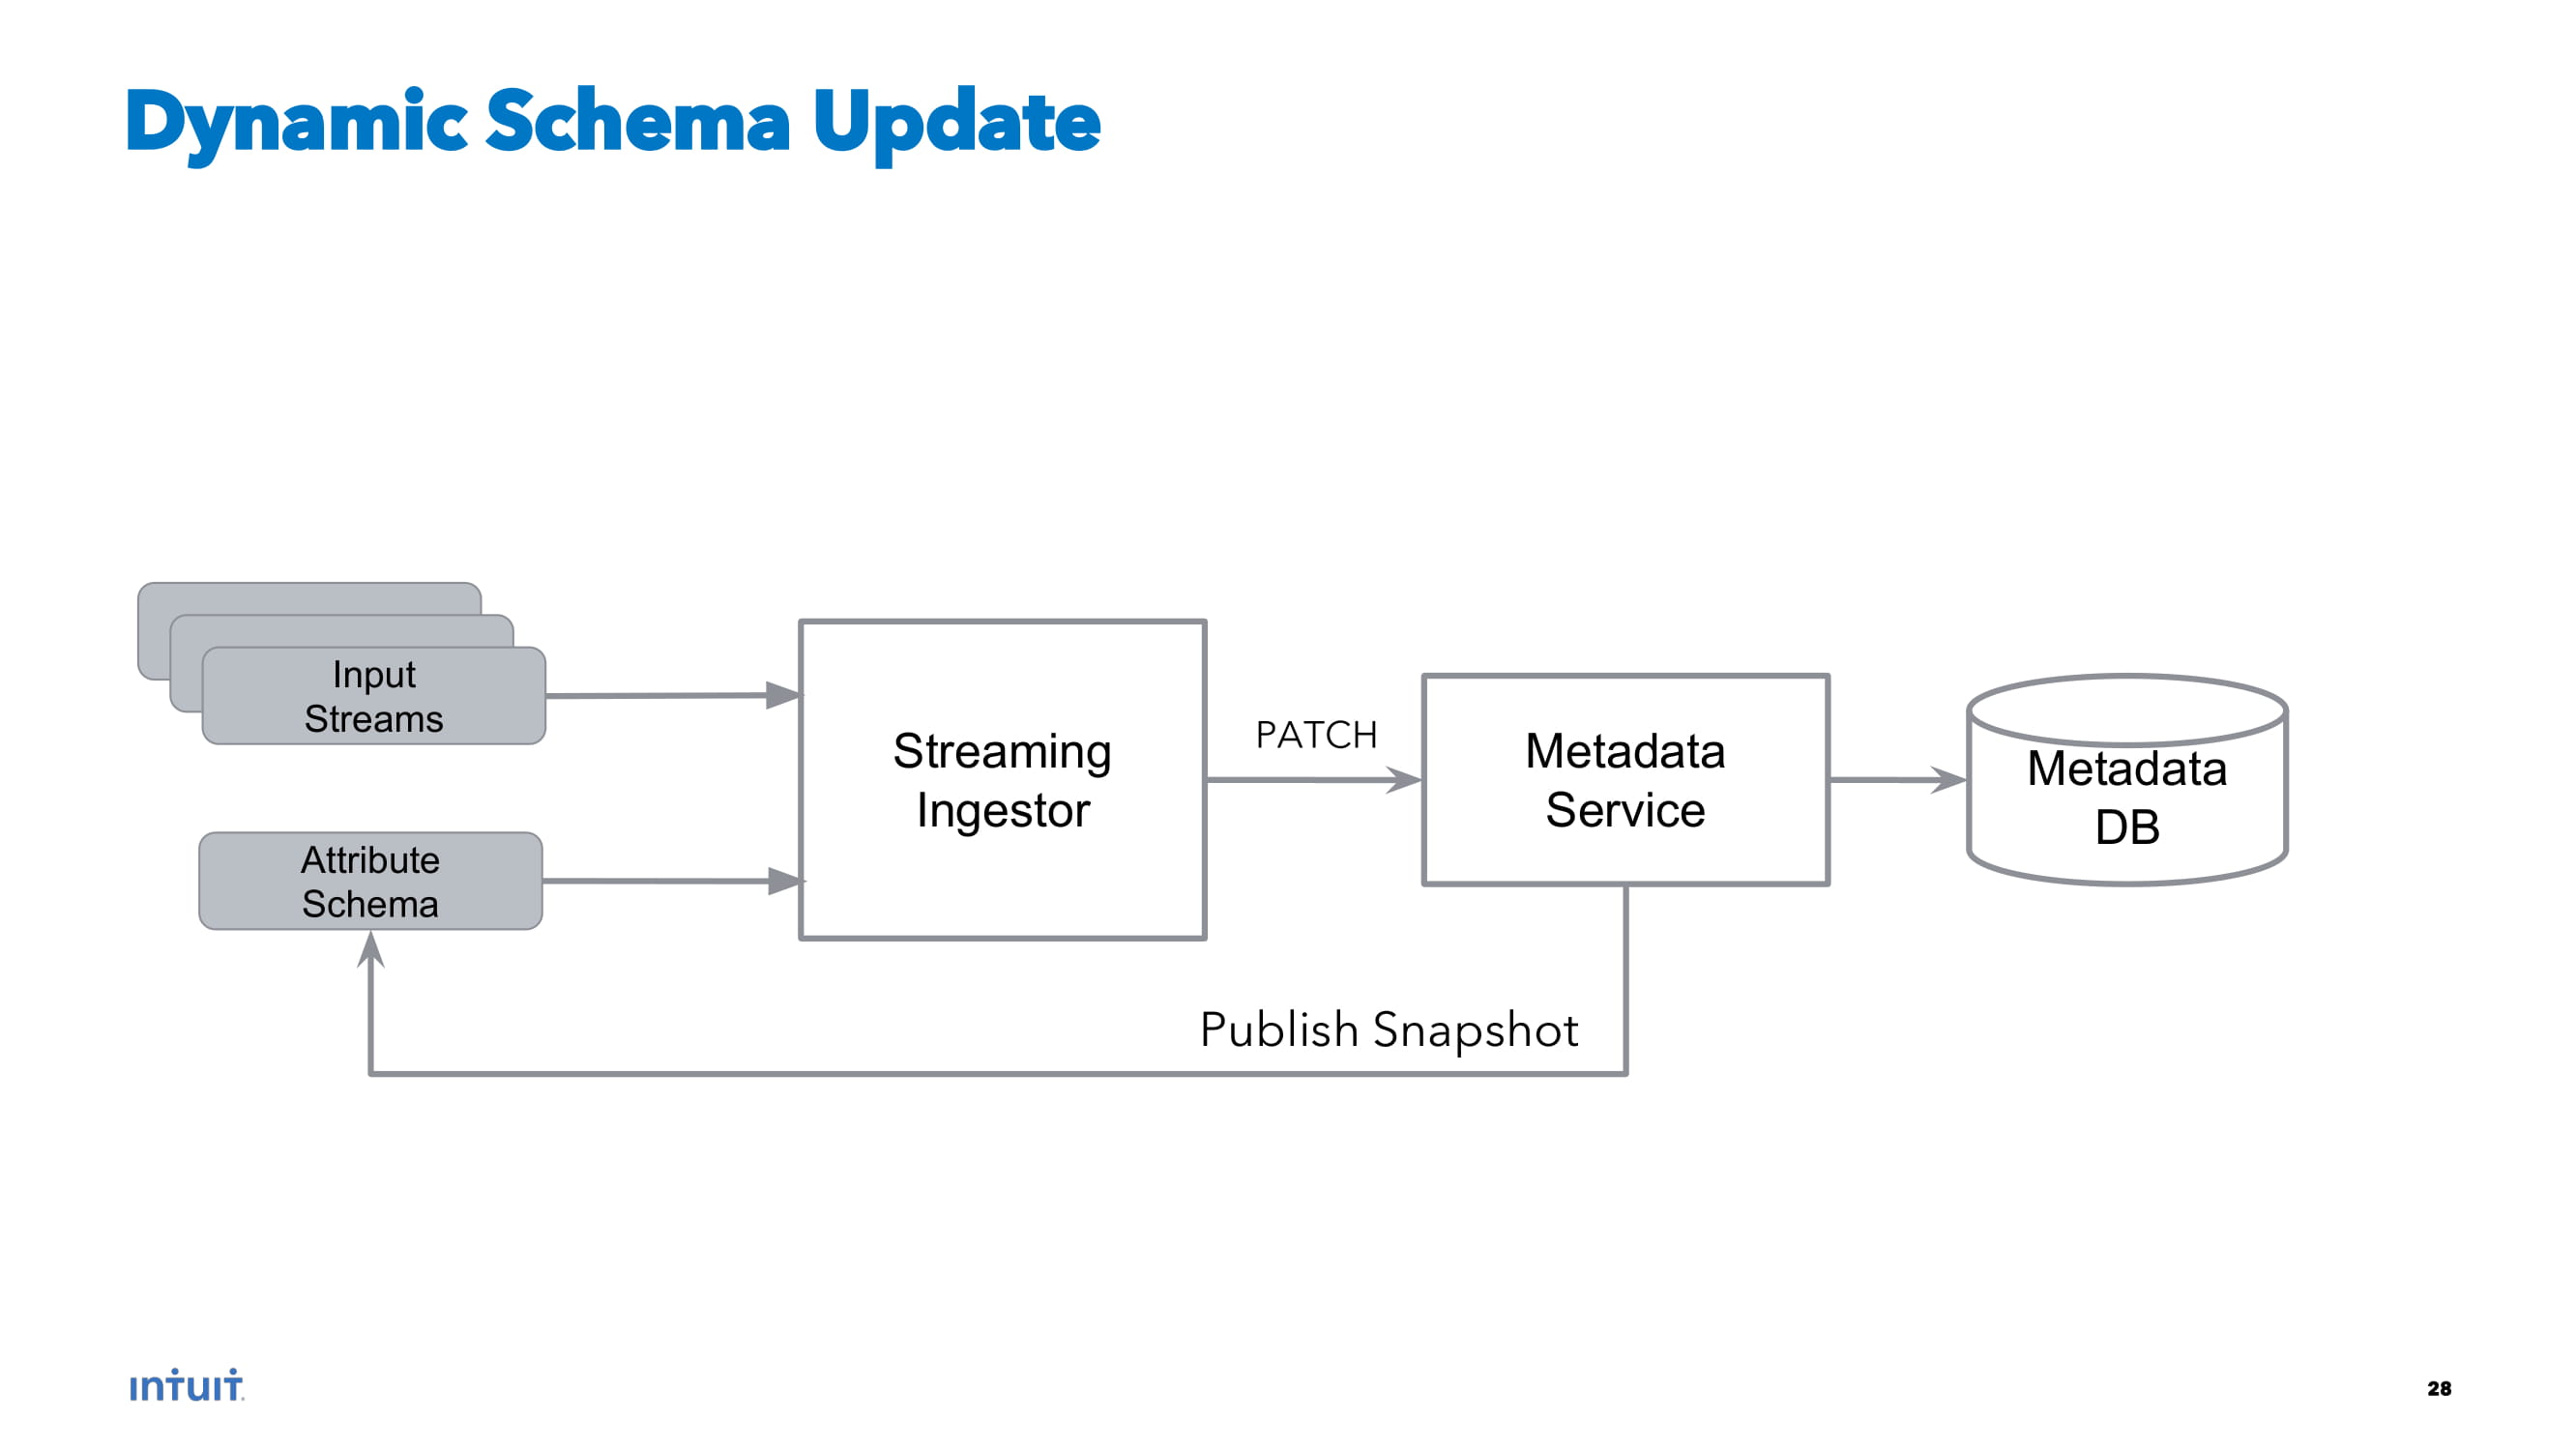 Dynamic Schema Update
Input
Streams
Streaming
Ingestor
PATCH
Metadata
Service
Metadata
DB
Attribute
Schema
Publish Snapshot
intuit.
28